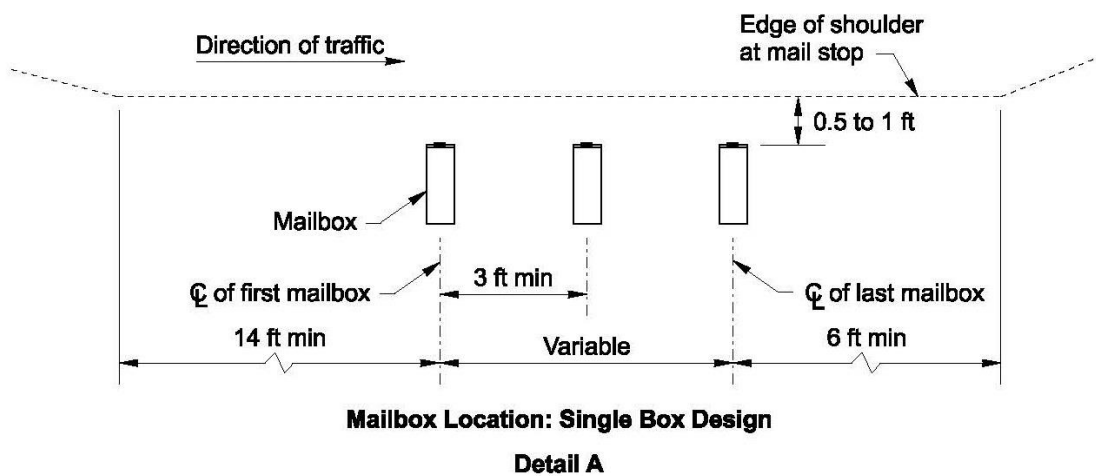 Direction of traffic
Edge of shoulder
at mail stop
0.5 to 1 ft
Mailbox
℄ of first mailbox
3 ft min
℄ of last mailbox
14 ft min
Variable
6 ft min
Mailbox Location: Single Box Design
Detail A